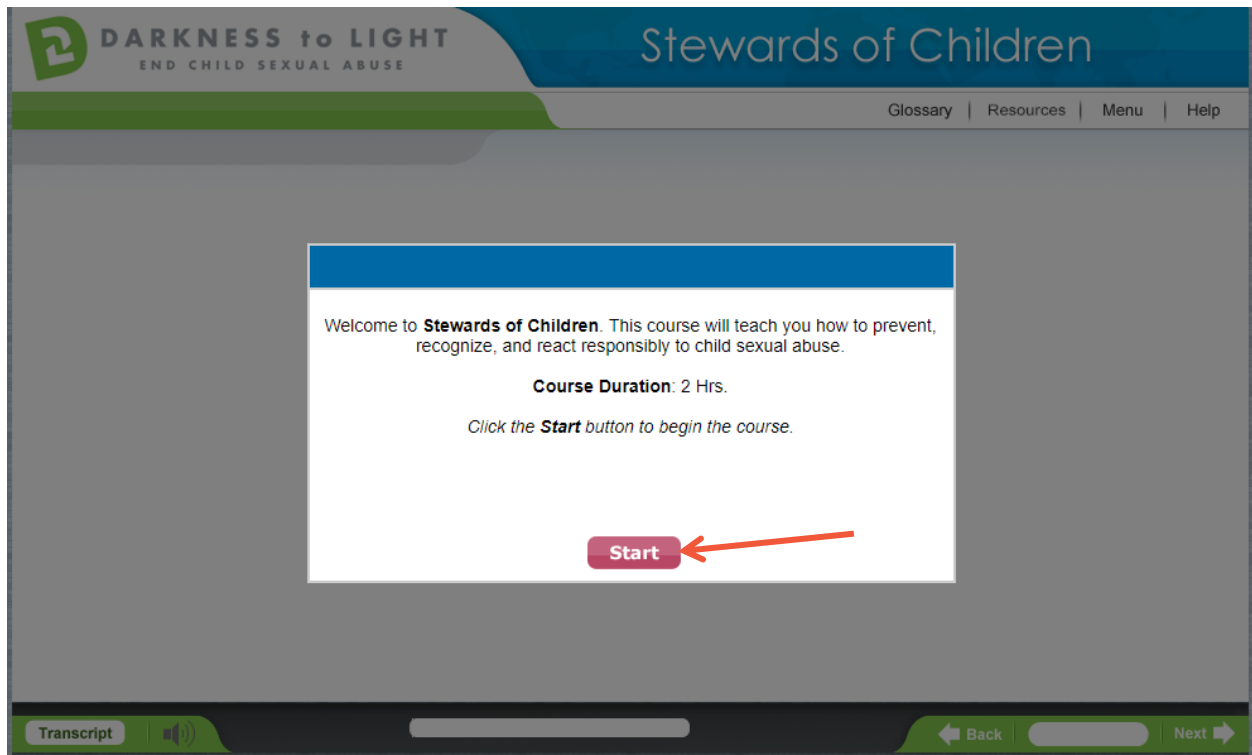 DARKNESS to LIGHT
END CHILD SEXUAL ABUSE
Stewards of Children
Glossary | Resources | Menu | Help
Welcome to Stewards of Children. This course will teach you how to prevent,
recognize, and react responsibly to child sexual abuse.
Course Duration: 2 Hrs.
Click the Start button to begin the course.
Start
Transcript
Back
Next